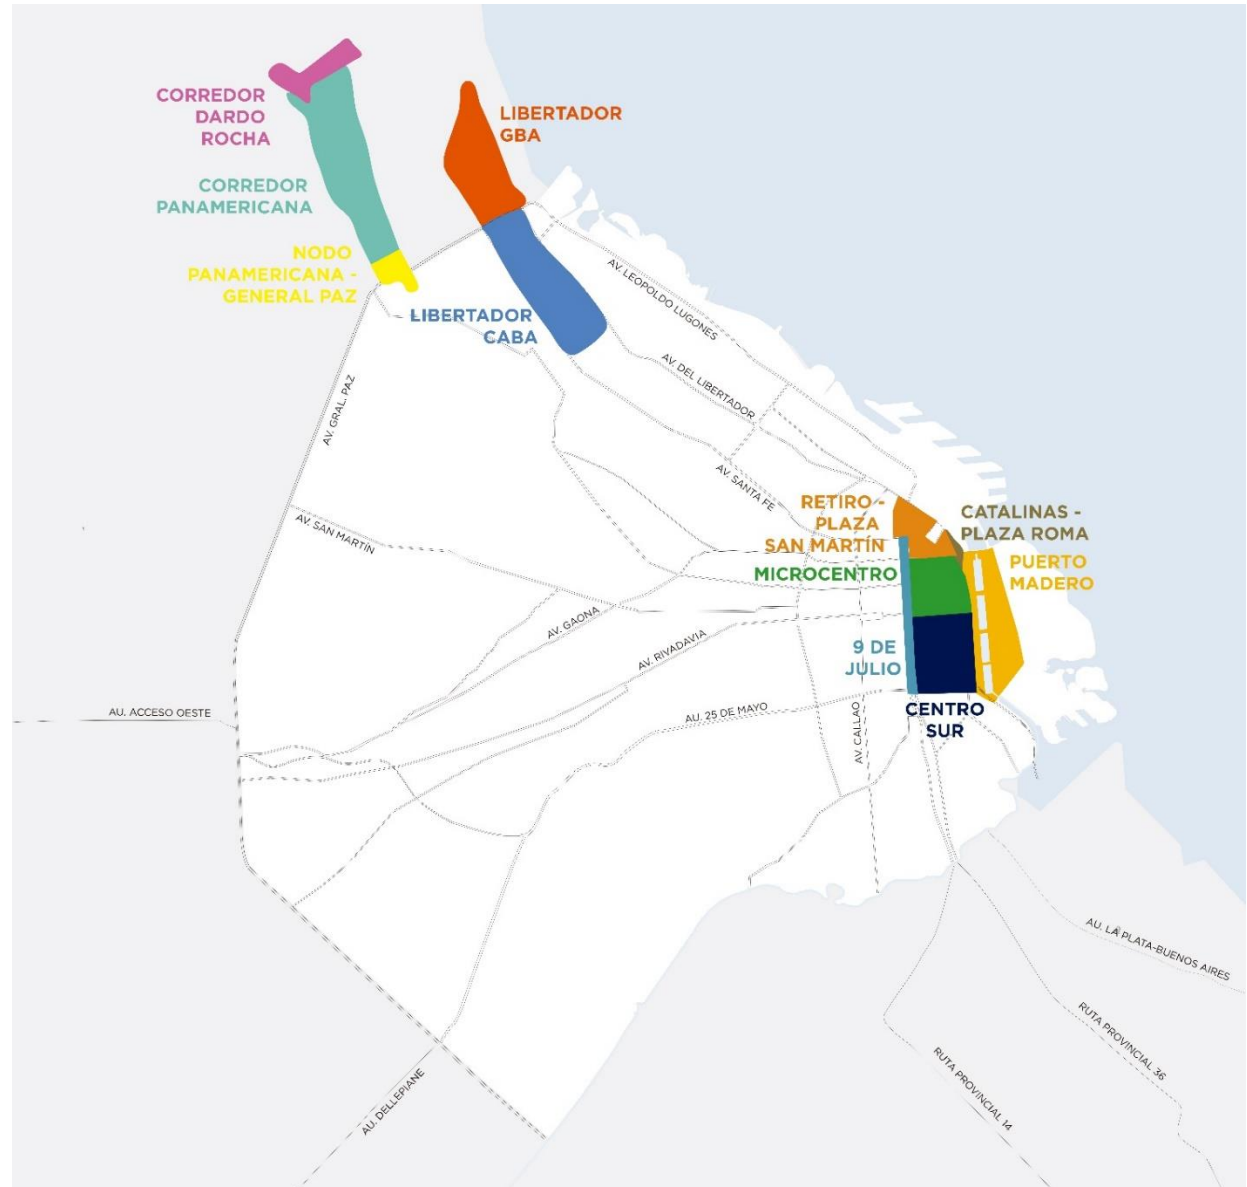 CORREDOR
DARDO
ROCHA
LIBERTADOR
GBA
CORREDOR
PANAMERICANA
NODO
PANAMERICANA -
GENERAL PAZ
LIBERTADOR
CABA
AV. LEOPOLDO LUGONES
AV. DEL LIBERTADOR
AV. GRAL. PAZ
AV. SANTA FE
AV. SAN MARTÍN
RETIRO -
PLAZA
SAN MARTÍN
CATALINAS -
PLAZA ROMA
MICROCENTRO
PUERTO
MADERO
AV. GAONA
AV. RIVADAVIA
9 DE
JULIO
AU. ACCESO OESTE
AU. 25 DE MAYO
AV. CALLAO
CENTRO
SUR
AU. LA PLATA-BUENOS AIRES
RUTA PROVINCIAL 36
RUTA PROVINCIAL 14
AU. DELLEPIANE